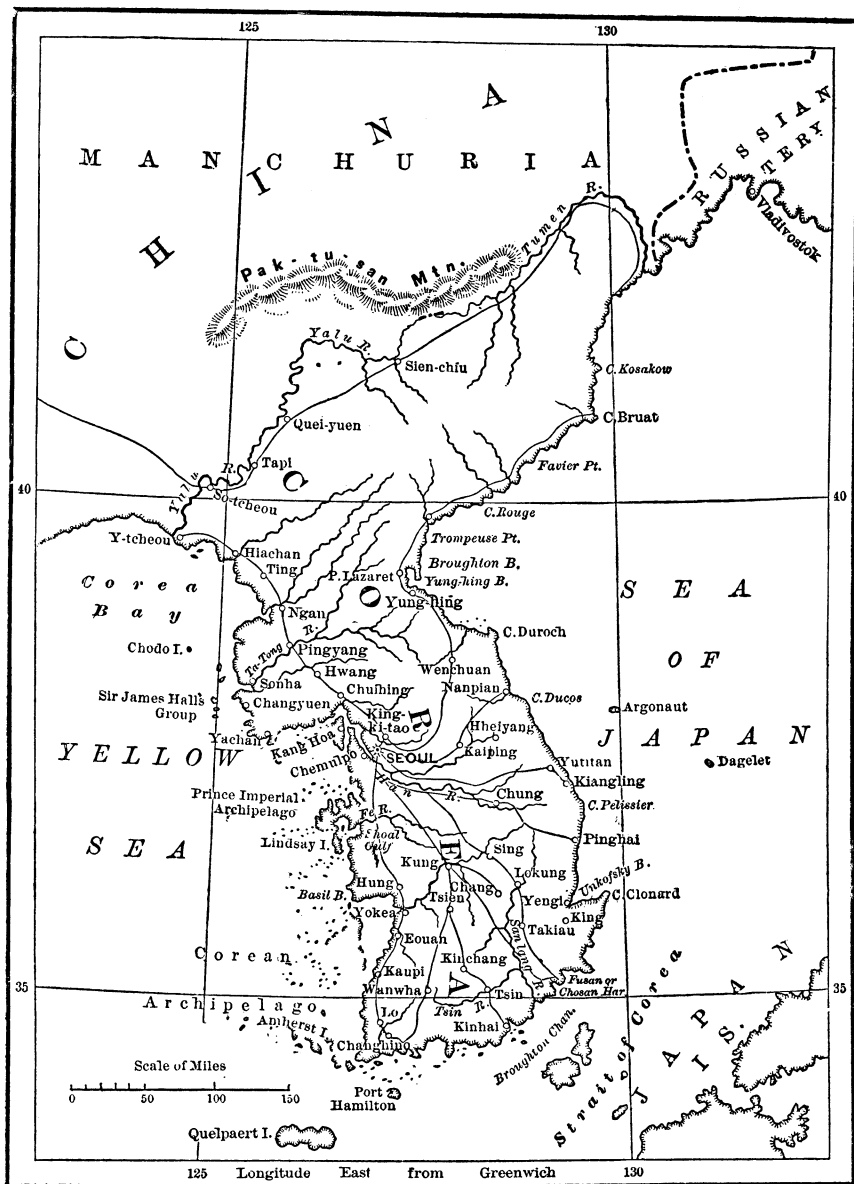 125
130
CHINA
MANCHURIA
RUSSIAN
TERY
Vladivostok
Tumen R.
Pak-tu-san Mtn.
Yalu R.
Sien-chiu
C. Kosakow
C. Bruat
Quei-yuen
Tapi
Favier Pt.
Yulu R.
So-tcheou
40
40
COREA
C. Rouge
Y-tcheou
Trompeuse Pt.
Hiachan
Ting
P. Lazaret
Broughton B.
Yung-hing B.
Yung-hing
Corea
Bay
SEA
OF
JAPAN
Ngan
C. Duroch
Chodo I.
Ta-Tong R.
Pingyang
Wenchuan
Hwang
Sonha
Nanpian
Chuihing
Changyuen
C. Ducos
Sir James Hall's
Group
Argonaut
King-
ki-tao
Hheiyang
Yachan
Kang Hoa
Kaiping
YELLOW
SEA
SEOUL
Chemulpo
Dagelet
Yutitan
Kiangling
Han R.
Chung
Prince Imperial
Archipelago
C. Pelissier
Fe R.
Shoal
Gulf
Pinghai
Lindsay I.
Sing
Kung
Lokung
Unkofsky B.
Hung
Chang
Basil B.
Tsien
Yengi
C. Clonard
Yokea
King
Takiau
Eouan
San lang R.
Corean
Archipelago
Kaupi
Kinchang
Fusan or
Chosan Har.
35
35
Wanwha
Tsin
Tsin R.
Lo
Amherst I.
Kinhai
Changhing
Broughton Chan.
Strait of Corea
JAPAN
IS.
Scale of Miles
0 50 100 150
Port
Hamilton
Quelpaert I.
125 Longitude East from Greenwich 130